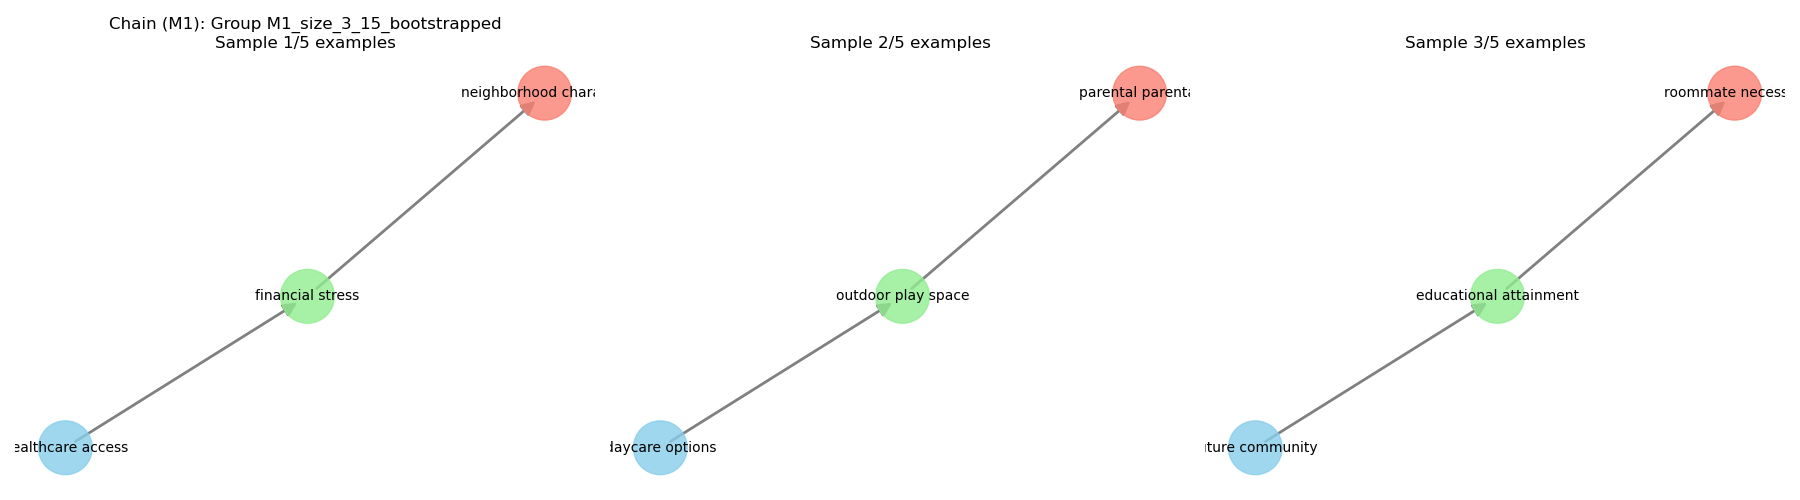 Chain (M1): Group M1_size_3_15_bootstrapped
Sample 1/5 examples
neighborhood chara
financial stress
ealthcare access
Sample 2/5 examples
parental parenta
outdoor play space
daycare options
Sample 3/5 examples
roommate necess
educational attainment
ture community